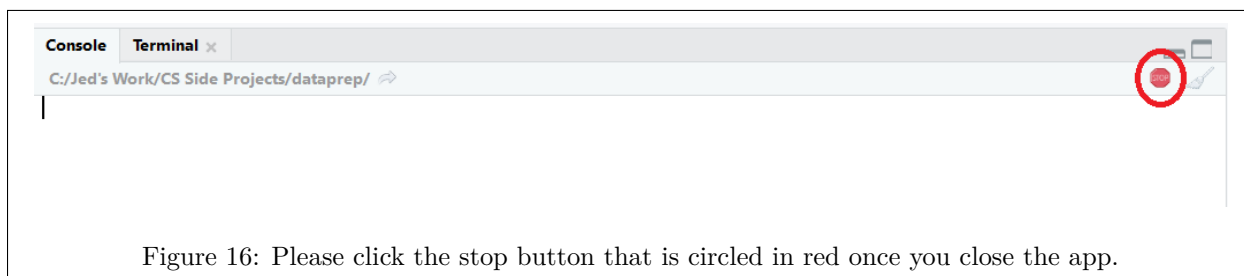 Console Terminal ×
C:/Jed's Work/CS Side Projects/dataprep/
STOP
Figure 16: Please click the stop button that is circled in red once you close the app.